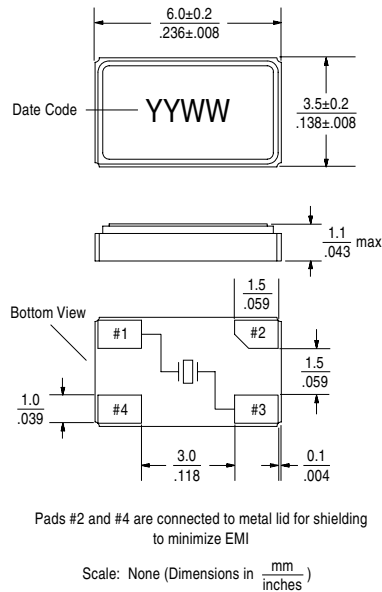 6.0±0.2
.236±.008
Date Code
YYWW
3.5±0.2
.138±.008
1.1
.043
max
1.5
.059
Bottom View
#1
#2
1.5
.059
1.0
.039
#4
#3
3.0
.118
0.1
.004
Pads #2 and #4 are connected to metal lid for shielding
to minimize EMI
Scale: None (Dimensions in mm
inches )